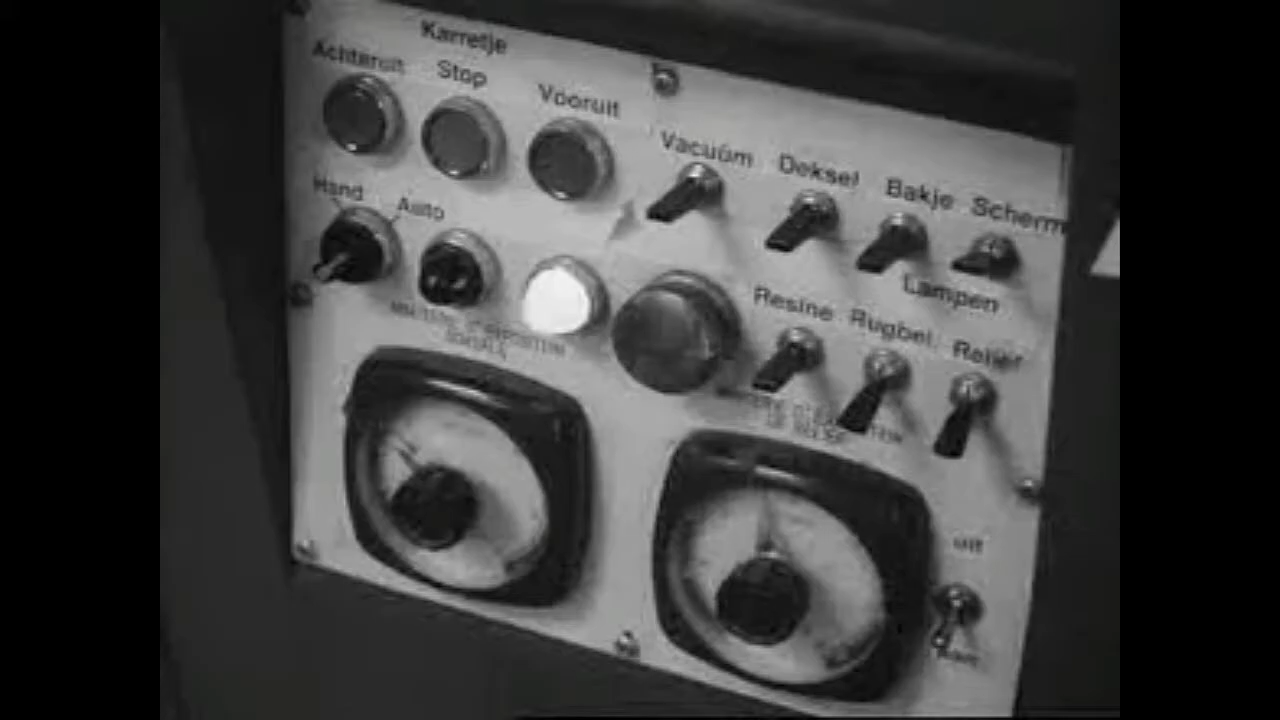 Karretje
Achteruit Stop Vooruit
Vacuüm Deksel Bakje Scherm
Hand Auto
Lampen
Resine Rugbel. Relief
uit